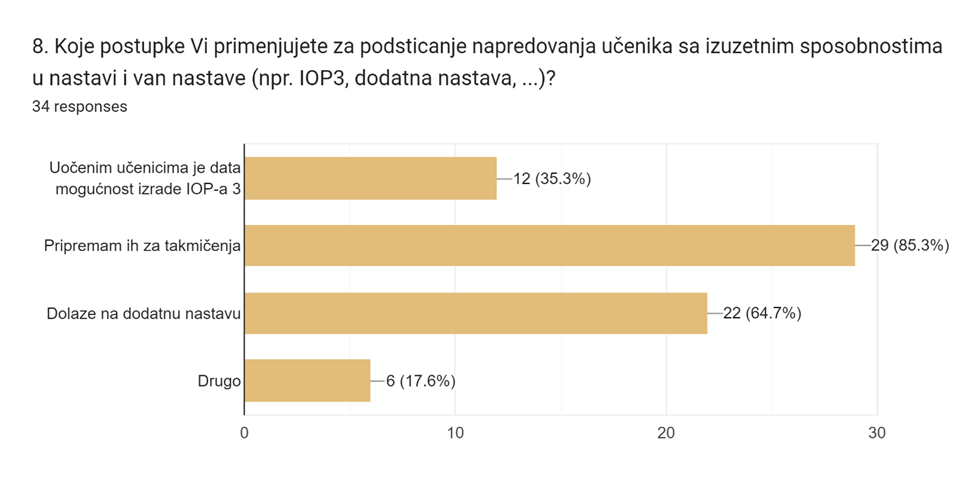 8. Koje postupke Vi primenjujete za podsticanje napredovanja učenika sa izuzetnim sposobnostima
u nastavi i van nastave (npr. IOP3, dodatna nastava, ...)?
34 responses
Uočenim učenicima je data
mogućnost izrade IOP-a 3
12 (35.3%)
Pripremam ih za takmičenja
29 (85.3%)
Dolaze na dodatnu nastavu
22 (64.7%)
Drugo
6 (17.6%)
0
10
20
30